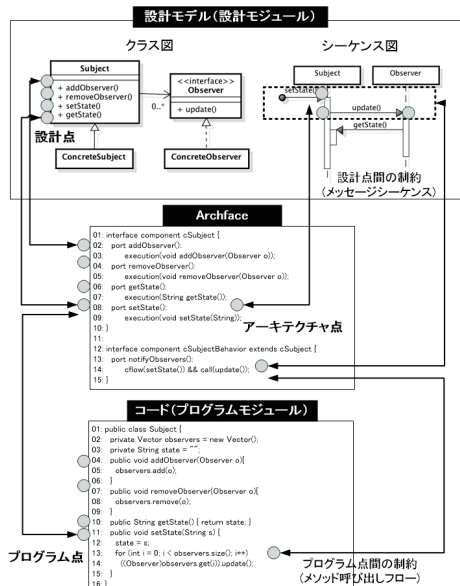 設計モデル(設計モジュール)
クラス図
シーケンス図
Subject
+ addObserver()
+ removeObserver()
+ setState()
+ getState()
<<interface>>
Observer
+ update()
0..*
ConcreteSubject
ConcreteObserver
設計点
Subject
Observer
setState()
update()
getState()
設計点間の制約
(メッセージシーケンス)
Archface
01: interface component cSubject {
02: port addObserver():
03: execution(void addObserver(Observer o));
04: port removeObserver():
05: execution(void removeObserver(Observer o));
06: port getState():
07: execution(String getState());
08: port setState():
09: execution(void setState(String));
10: }
11:
12: interface component cSubjectBehavior extends cSubject {
13: port notifyObservers():
14: cflow(setState()) && call(update());
15: }
アーキテクチャ点
コード(プログラムモジュール)
01: public class Subject {
02: private Vector observers = new Vector();
03: private String state = "";
04: public void addObserver(Observer o){
05: observers.add(o);
06: }
07: public void removeObserver(Observer o){
08: observers.remove(o);
09: }
10: public String getState() { return state; }
11: public void setState(String s) {
12: state = s;
13: for (int i = 0; i < observers.size(); i++)
14: ((Observer)observers.get(i)).update();
15: }
16: }
プログラム点
プログラム点間の制約
(メソッド呼び出しフロー)